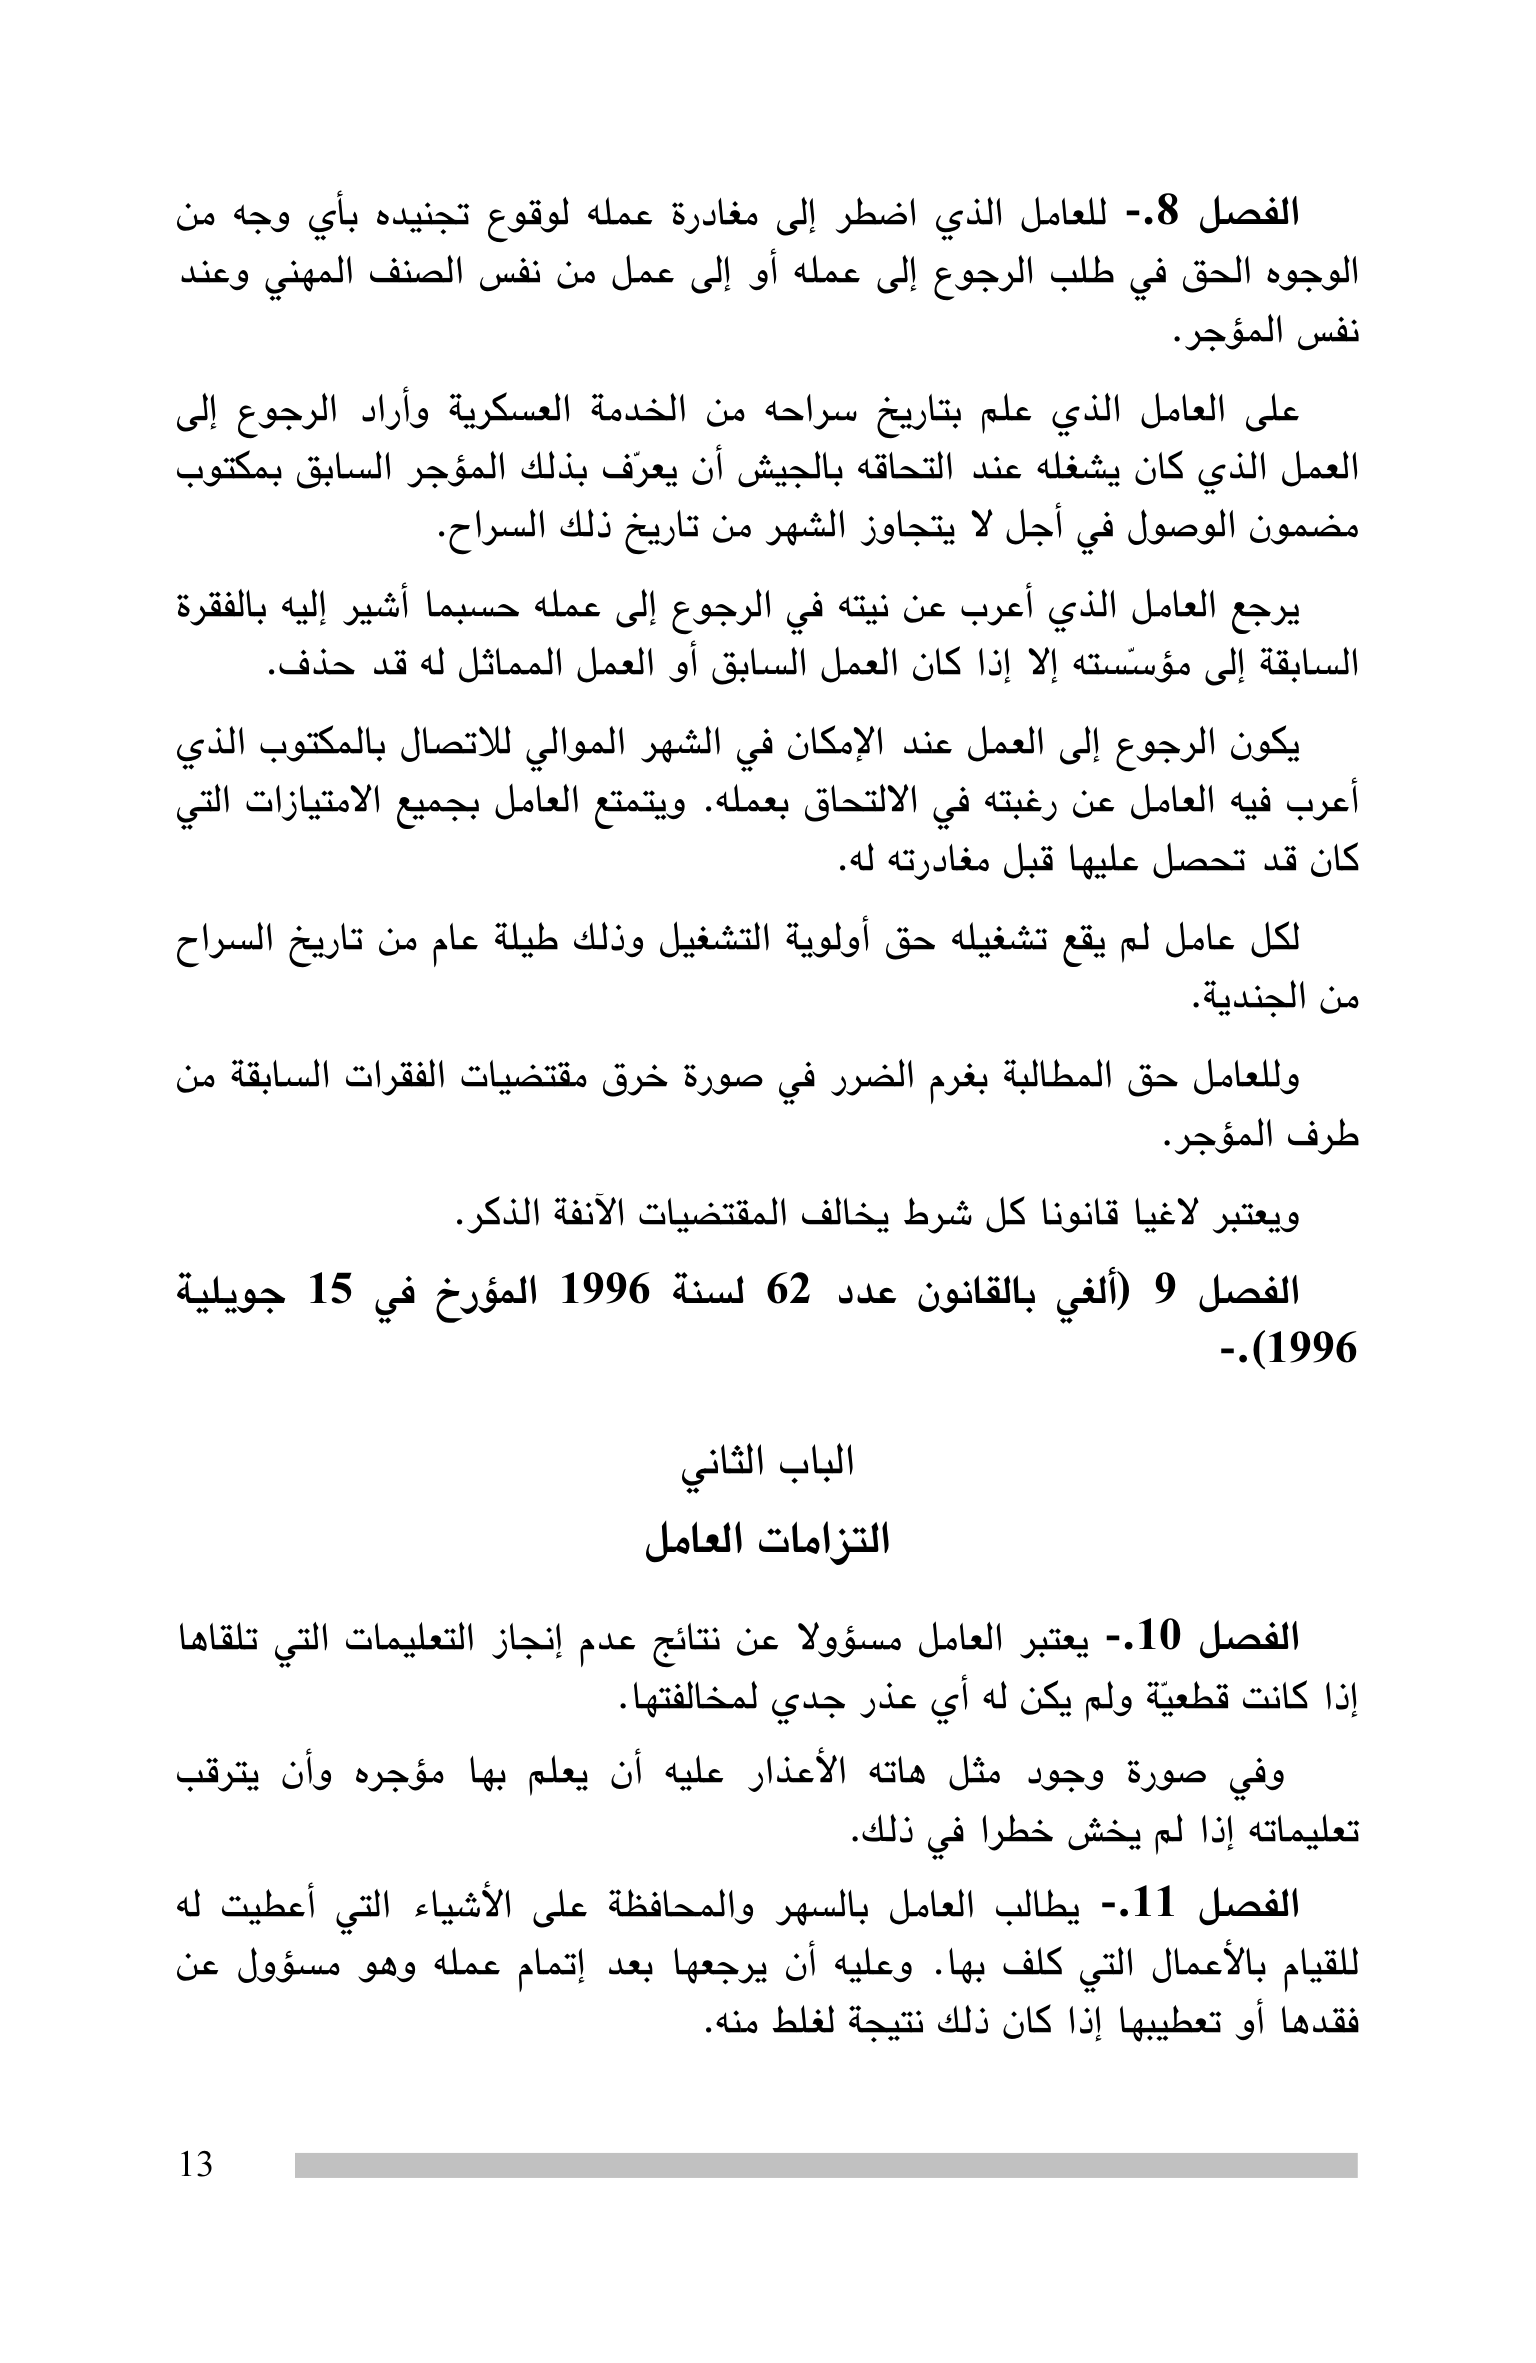 الفصل 8.- للعامل الذي اضطر إلى مغادرة عمله لوقوع تجنيده بأي وجه من
الوجوه الحق في طلب الرجوع إلى عمله أو إلى عمل من نفس الصنف المهني وعند
نفس المؤجر.
على العامل الذي علم بتاريخ سراحه من الخدمة العسكرية وأراد الرجوع إلى
العمل الذي كان يشغله عند التحاقه بالجيش أن يعرّف بذلك المؤجر السابق بمكتوب
مضمون الوصول في أجل لا يتجاوز الشهر من تاريخ ذلك السراح.
يرجع العامل الذي أعرب عن نيته في الرجوع إلى عمله حسبما أشير إليه بالفقرة
السابقة إلى مؤسّسته إلا إذا كان العمل السابق أو العمل المماثل له قد حذف.
يكون الرجوع إلى العمل عند الإمكان في الشهر الموالي للاتصال بالمكتوب الذي
أعرب فيه العامل عن رغبته في الالتحاق بعمله. ويتمتع العامل بجميع الامتيازات التي
كان قد تحصل عليها قبل مغادرته له.
لكل عامل لم يقع تشغيله حق أولوية التشغيل وذلك طيلة عام من تاريخ السراح
من الجندية.
وللعامل حق المطالبة بغرم الضرر في صورة خرق مقتضيات الفقرات السابقة من
طرف المؤجر.
ويعتبر لاغيا قانونا كل شرط يخالف المقتضيات الآنفة الذكر.
الفصل 9 (ألغي بالقانون عدد 62 لسنة 1996 المؤرخ في 15 جويلية
1996).-
الباب الثاني
التزامات العامل
الفصل 10.- يعتبر العامل مسؤولا عن نتائج عدم إنجاز التعليمات التي تلقاها
إذا كانت قطعيّة ولم يكن له أي عذر جدي لمخالفتها.
وفي صورة وجود مثل هاته الأعذار عليه أن يعلم بها مؤجره وأن يترقب
تعليماته إذا لم يخش خطرا في ذلك.
الفصل 11.- يطالب العامل بالسهر والمحافظة على الأشياء التي أعطيت له
للقيام بالأعمال التي كلف بها. وعليه أن يرجعها بعد إتمام عمله وهو مسؤول عن
فقدها أو تعطيبها إذا كان ذلك نتيجة لغلط منه.
13